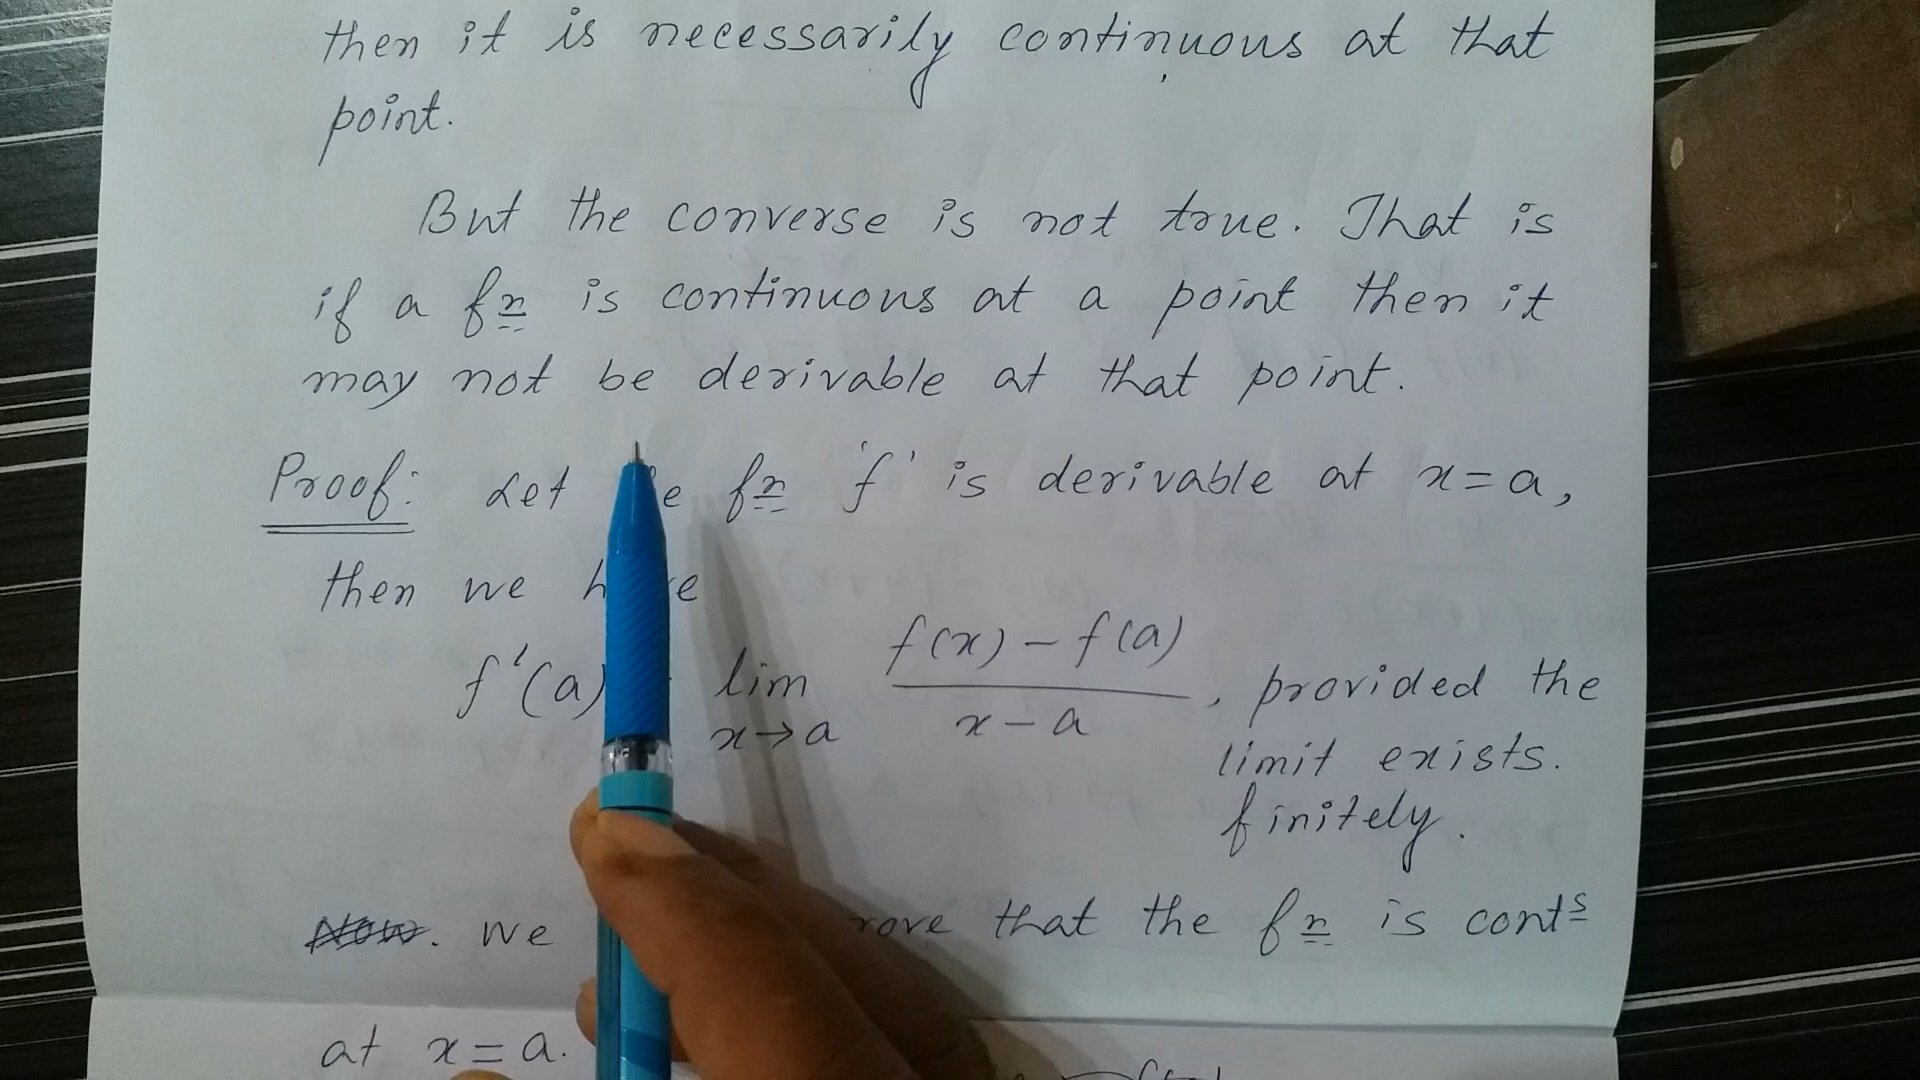 then it is necessarily continuous at that
point.
But the converse is not true. That is
if a fn is continuous at a point then it
may not be derivable at that point.
Proof: Let fn 'f' is derivable at x=a,
then we
f'(a) lim x→a f(x) - f(a) / x - a , provided the
limit exists.
finitely.
Now. we that the fn is conts
at x = a.